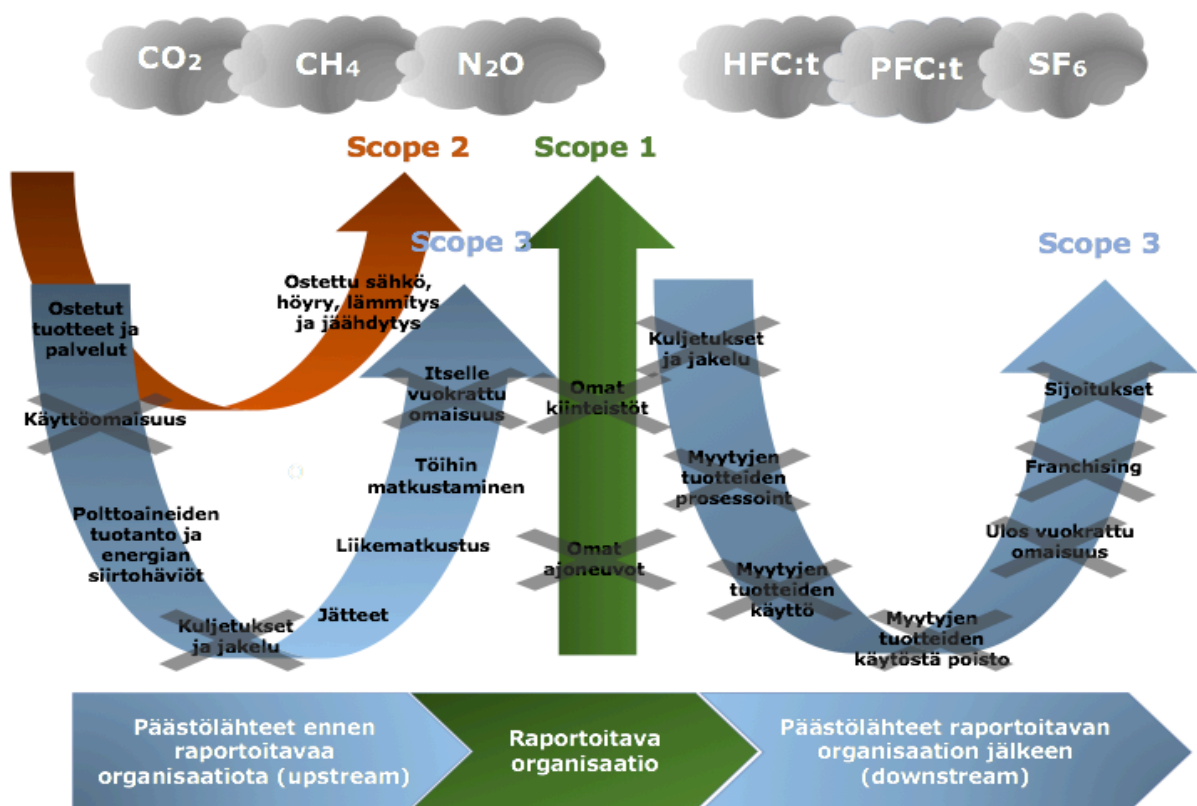 CO₂
CH₄
N₂O
HFC:t
PFC:t
SF₆
Scope 2
Scope 1
Scope 3
Scope 3
Ostetut
tuotteet ja
palvelut
Käyttöomaisuus
Polttoaineiden
tuotanto ja
energian
siirtohäviöt
Kuljetukset
ja jakelu
Jätteet
Liikematkustus
Töihin
matkustaminen
Itselle
vuokrattu
omaisuus
Ostettu sähkö,
höyry, lämmitys
ja jäähdytys
Omat
kiinteistöt
Omat
ajoneuvot
Kuljetukset
ja jakelu
Myytyjen
tuotteiden
prosessoint
Myytyjen
tuotteiden
käyttö
Myytyjen
tuotteiden
käytöstä poisto
Ulos vuokrattu
omaisuus
Franchising
Sijoitukset
Päästölähteet ennen
raportoitavaa
organisaatiota (upstream)
Raportoitava
organisaatio
Päästölähteet raportoitavan
organisaation jälkeen
(downstream)